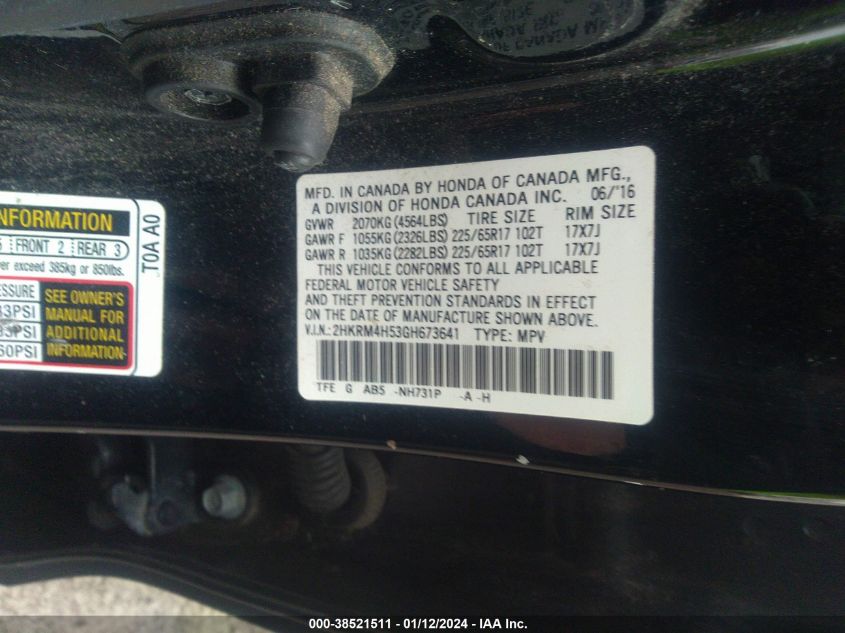 MFD. IN CANADA BY HONDA OF CANADA MFG.,
A DIVISION OF HONDA CANADA INC. 06/'16
GVWR 2070KG(4564LBS) TIRE SIZE RIM SIZE
GAWR F 1055KG(2326LBS) 225/65R17 102T 17X7J
GAWR R 1035KG(2282LBS) 225/65R17 102T 17X7J
THIS VEHICLE CONFORMS TO ALL APPLICABLE
FEDERAL MOTOR VEHICLE SAFETY
AND THEFT PREVENTION STANDARDS IN EFFECT
ON THE DATE OF MANUFACTURE SHOWN ABOVE.
V.I.N.: 2HKRM4H53GH673641 TYPE: MPV
TFE G AB5 -NH731P -A -H
INFORMATION
FRONT 2 REAR 3
exceed 385kg or 850lbs.
SEE OWNER'S
MANUAL FOR
ADDITIONAL
INFORMATION
60PSI
T0A A0
000-38521511 - 01/12/2024 - IAA Inc.